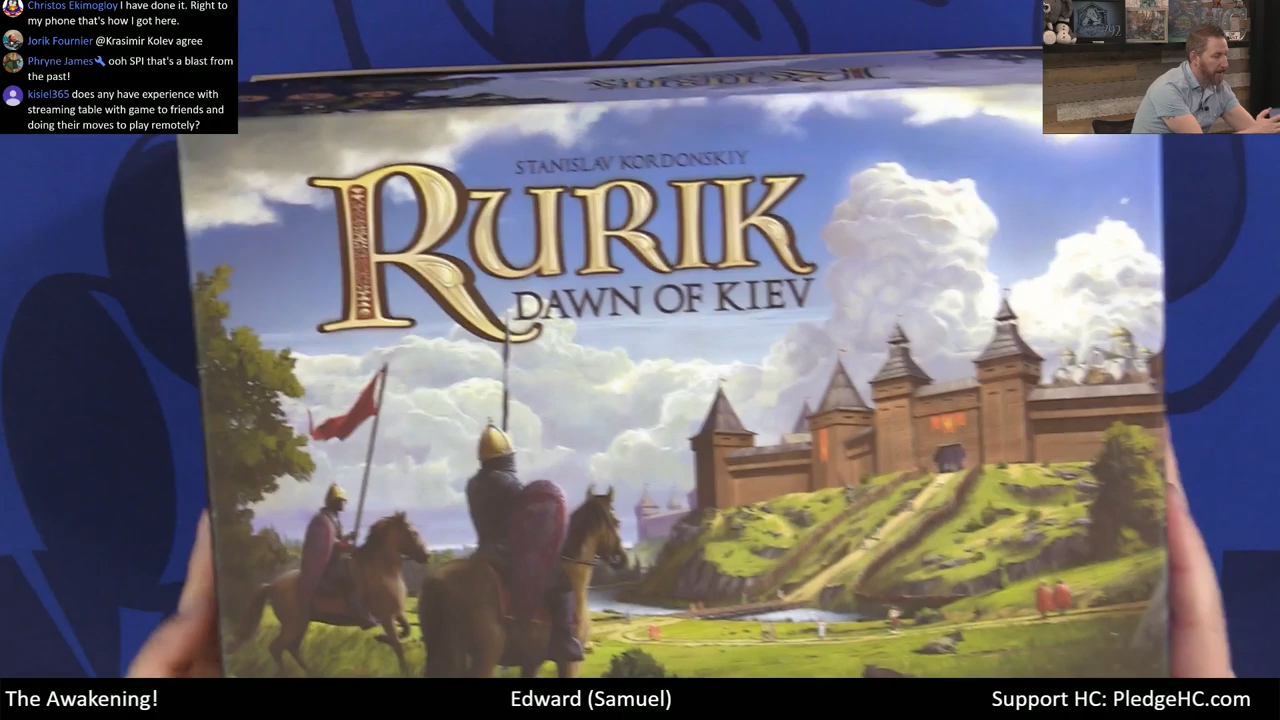 Christos Ekimogloy I have done it. Right to
my phone that's how I got here.
Jorik Fournier @Krasimir Kolev agree
Phryne James ooh SPI that's a blast from
the past!
kisiel365 does any have experience with
streaming table with game to friends and
doing their moves to play remotely?
STANISLAV KORDONSKIY
RURIK
DAWN OF KIEV
The Awakening!
Edward (Samuel)
Support HC: PledgeHC.com